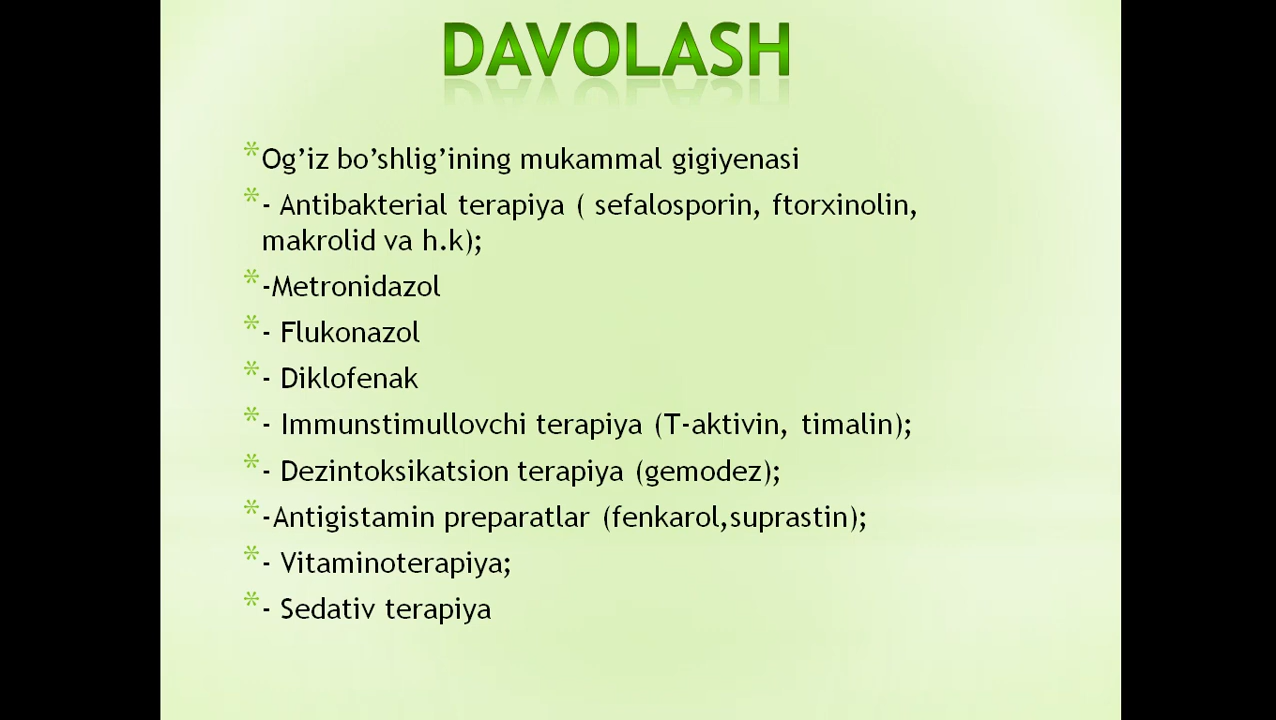 DAVOLASH
* Og’iz bo’shlig’ining mukammal gigiyenasi
* - Antibakterial terapiya ( sefalosporin, ftorxinolin,
makrolid va h.k);
* -Metronidazol
* - Flukonazol
* - Diklofenak
* - Immunstimullovchi terapiya (T-aktivin, timalin);
* - Dezintoksikatsion terapiya (gemodez);
* -Antigistamin preparatlar (fenkarol,suprastin);
* - Vitaminoterapiya;
* - Sedativ terapiya